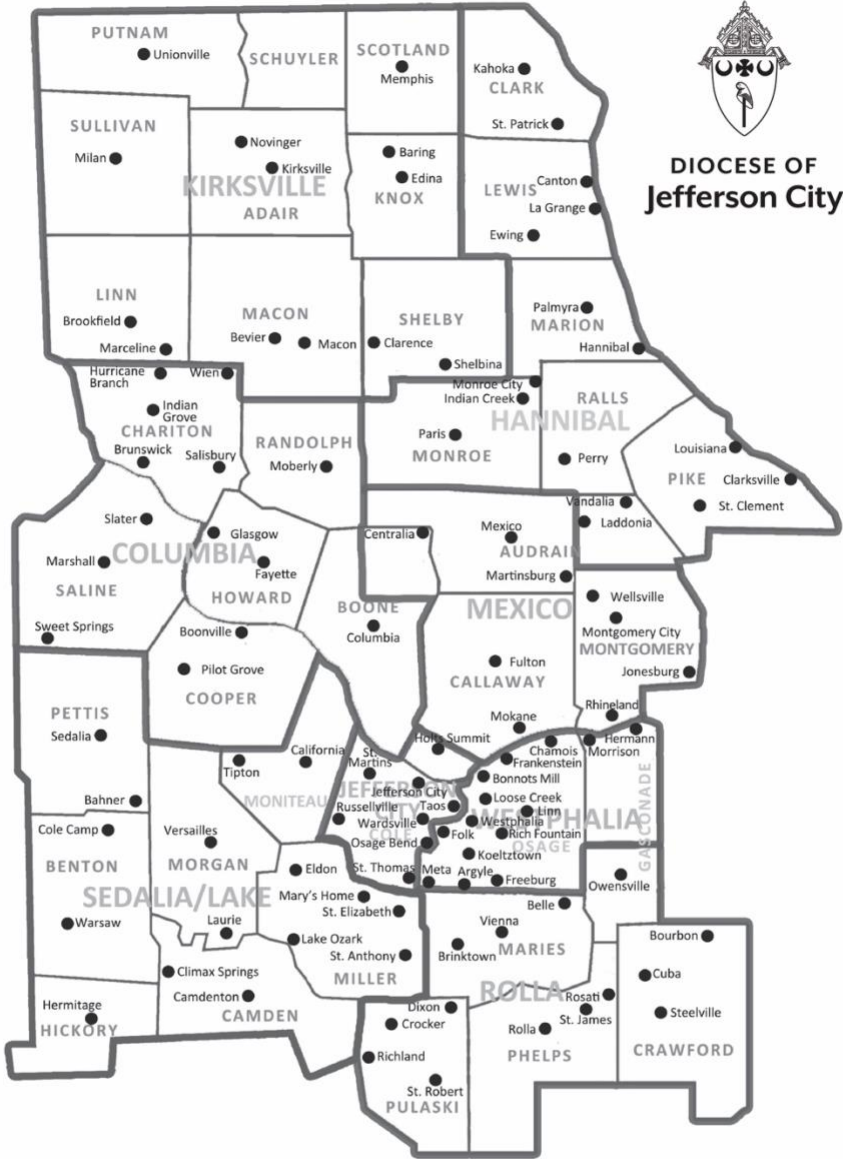 PUTNAM
Unionville
SCHUYLER
SCOTLAND
Memphis
Kahoka
CLARK
St. Patrick
DIOCESE OF
Jefferson City
SULLIVAN
Milan
Novinger
Kirksville
KIRKSVILLE
ADAIR
Baring
Edina
KNOX
LEWIS
Canton
La Grange
Ewing
LINN
Brookfield
Marceline
MACON
Bevier
Macon
SHELBY
Clarence
Shelbina
Palmyra
MARION
Hannibal
Hurricane
Branch
Wien
Indian
Grove
CHARITON
Brunswick
Salisbury
RANDOLPH
Moberly
Monroe City
Indian Creek
HANNIBAL
Paris
MONROE
RALLS
Perry
Louisiana
PIKE
Clarksville
St. Clement
Vandalia
Laddonia
Slater
COLUMBIA
Marshall
SALINE
Sweet Springs
Glasgow
Fayette
HOWARD
Centralia
BOONE
Columbia
Mexico
AUDRAIN
Martinsburg
MEXICO
Wellsville
Montgomery City
MONTGOMERY
Jonesburg
Boonville
Pilot Grove
COOPER
Fulton
CALLAWAY
Mokane
Rhineland
PETTIS
Sedalia
Bahner
Tipton
California
MONITEAU
Holts Summit
St.
Martins
Jefferson City
JEFFERSON
CITY
COLE
Russellville
Taos
Wardsville
Osage Bend
St. Thomas
Chamois
Frankenstein
Bonnots Mill
Loose Creek
Linn
WESTPHALIA
Westphalia
Folk
Rich Fountain
OSAGE
Koeltztown
Meta
Argyle
Freeburg
Hermann
Morrison
GASCONADE
Owensville
Cole Camp
BENTON
Warsaw
Versailles
MORGAN
SEDALIA/LAKE
Laurie
Eldon
Mary's Home
St. Elizabeth
Lake Ozark
St. Anthony
MILLER
Climax Springs
Camdenton
CAMDEN
Hermitage
HICKORY
Belle
Vienna
Brinktown
MARIES
ROLLA
Dixon
Crocker
Richland
St. Robert
PULASKI
Rolla
Rosati
St. James
PHELPS
Bourbon
Cuba
Steelville
CRAWFORD